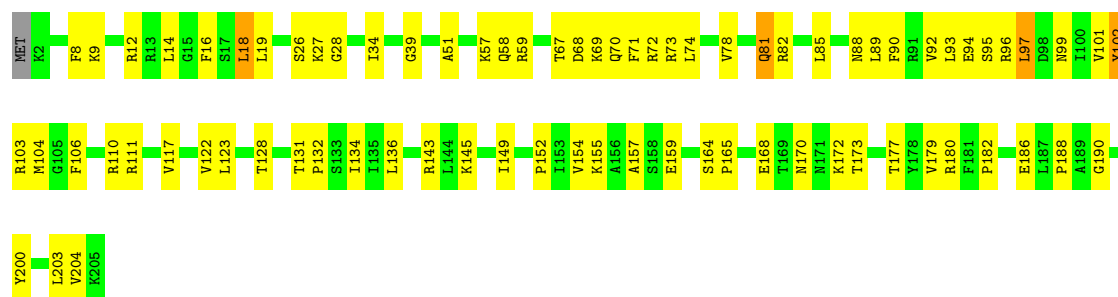 MET K2 F8 K9 R12 R13 L14 G15 F16 S17 L18 L19 S26 K27 G28 I34 G39 A51 K57 Q58 R59 T67 D68 K69 Q70 F71 R72 R73 L74 V78 Q81 R82 L85 N88 L89 F90 R91 V92 L93 E94 S95 R96 L97 D98 N99 I100 V101 Y102
R103 M104 G105 F106 R110 R111 V117 V122 L123 T128 T131 P132 S133 I134 I135 L136 R143 L144 K145 I149 P152 I153 V154 K155 A156 A157 S158 E159 S164 P165 E168 T169 N170 N171 K172 T173 T177 Y178 V179 R180 F181 P182 E186 L187 P188 A189 G190
Y200 L203 V204 K205